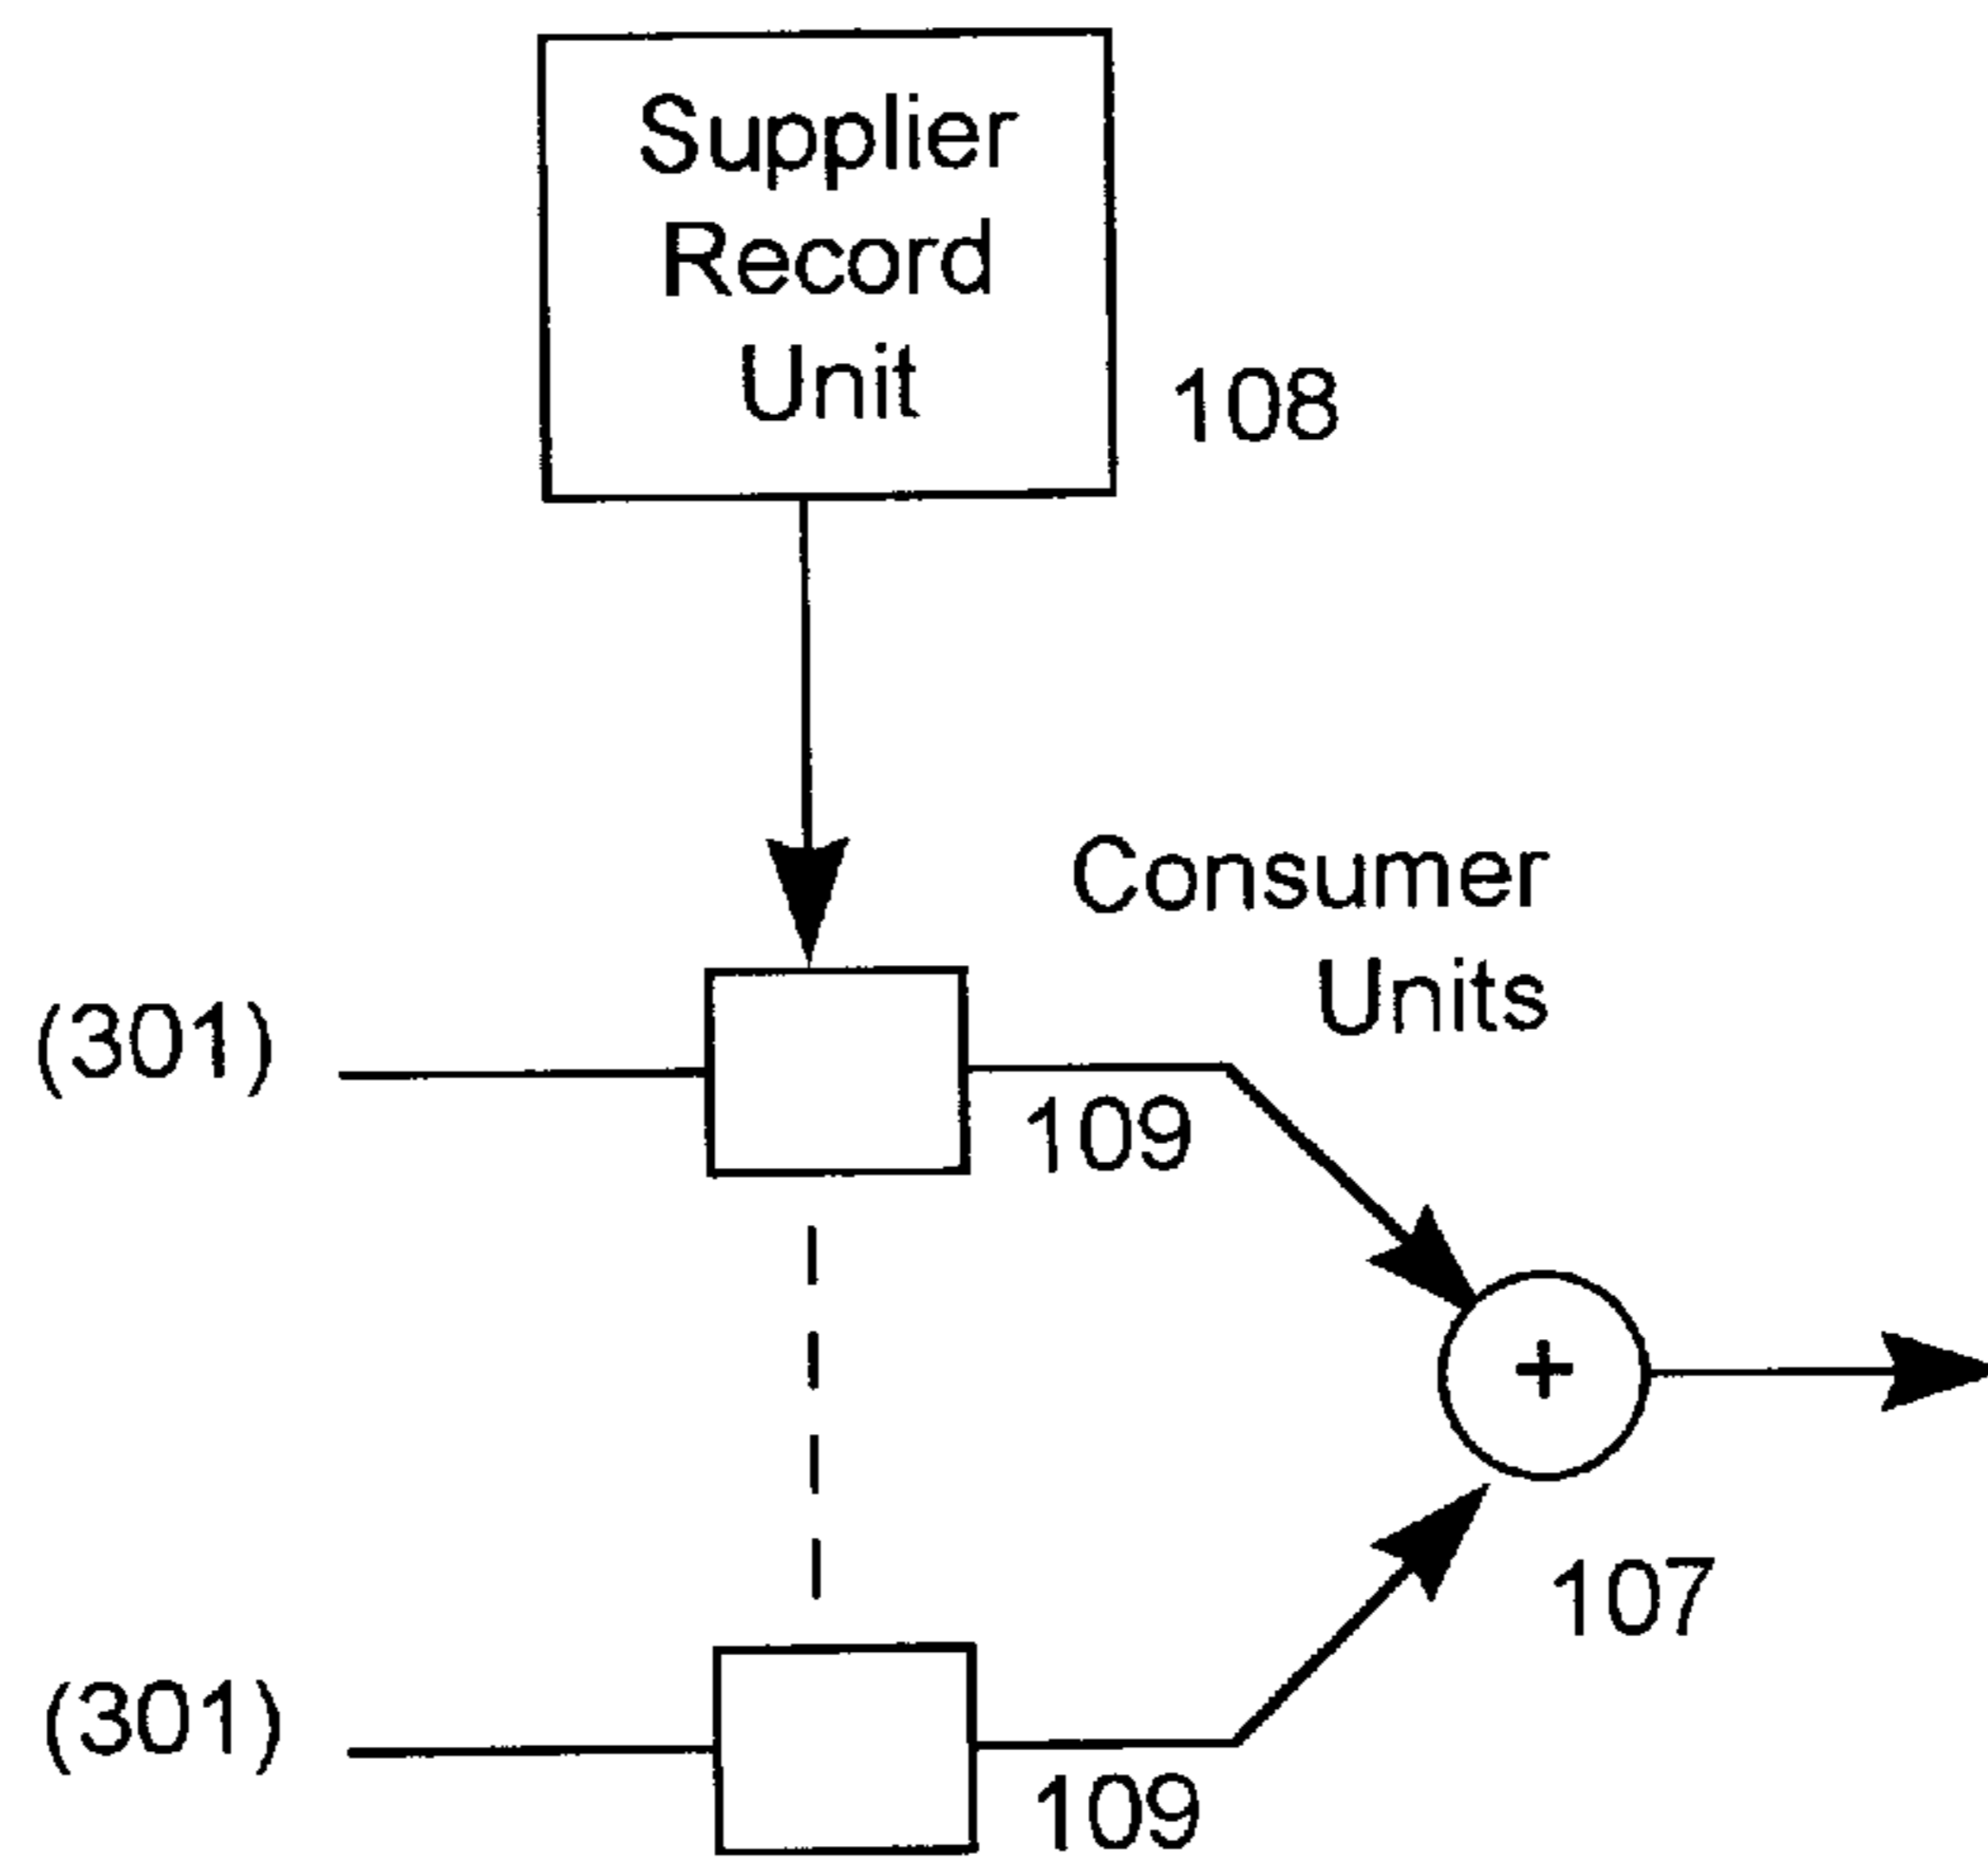 Supplier
Record
Unit
108
Consumer
Units
(301)
109
+
107
(301)
109